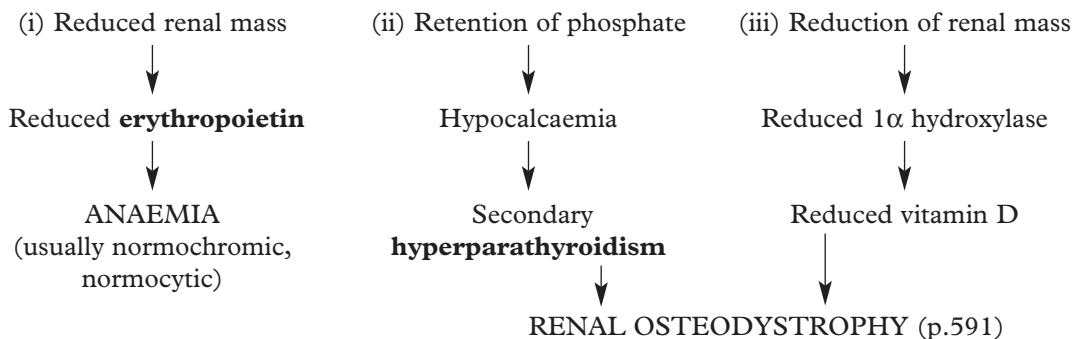 (i) Reduced renal mass
Reduced erythropoietin
ANAEMIA
(usually normochromic,
normocytic)
(ii) Retention of phosphate
Hypocalcaemia
Secondary
hyperparathyroidism
(iii) Reduction of renal mass
Reduced 1α hydroxylase
Reduced vitamin D
RENAL OSTEODYSTROPHY (p.591)